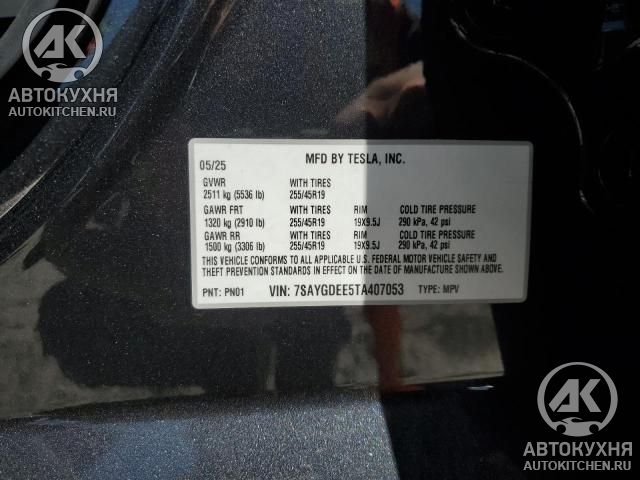 AK
АВТОКУХНЯ
AUTOKITCHEN.RU
MFD BY TESLA, INC.
05/25
GVWR WITH TIRES
2511 kg (5536 lb) 255/45R19
GAWR FRT WITH TIRES RIM COLD TIRE PRESSURE
1320 kg (2910 lb) 255/45R19 19X9.5J 290 kPa, 42 psi
GAWR RR WITH TIRES RIM COLD TIRE PRESSURE
1500 kg (3306 lb) 255/45R19 19X9.5J 290 kPa, 42 psi
THIS VEHICLE CONFORMS TO ALL APPLICABLE U.S. FEDERAL MOTOR VEHICLE SAFETY AND
THEFT PREVENTION STANDARDS IN EFFECT ON THE DATE OF MANUFACTURE SHOWN ABOVE.
PNT: PN01 VIN: 7SAYGDEE5TA407053 TYPE: MPV
AK
АВТОКУХНЯ
AUTOKITCHEN.RU